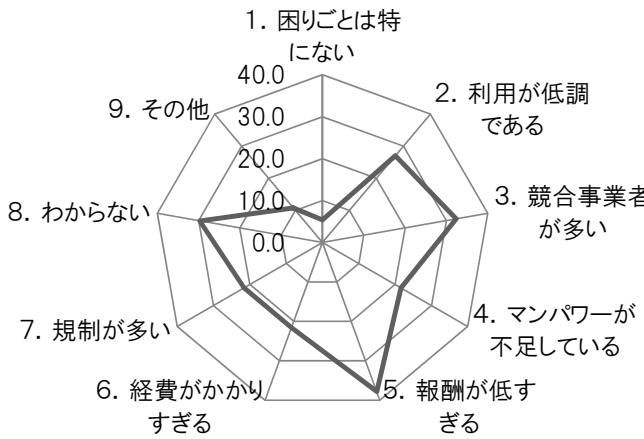 1. 困りごとは特
にない
40.0
30.0
20.0
10.0
0.0
2. 利用が低調
である
3. 競合事業者
が多い
4. マンパワーが
不足している
5. 報酬が低す
ぎる
6. 経費がかかり
すぎる
7. 規制が多い
8. わからない
9. その他